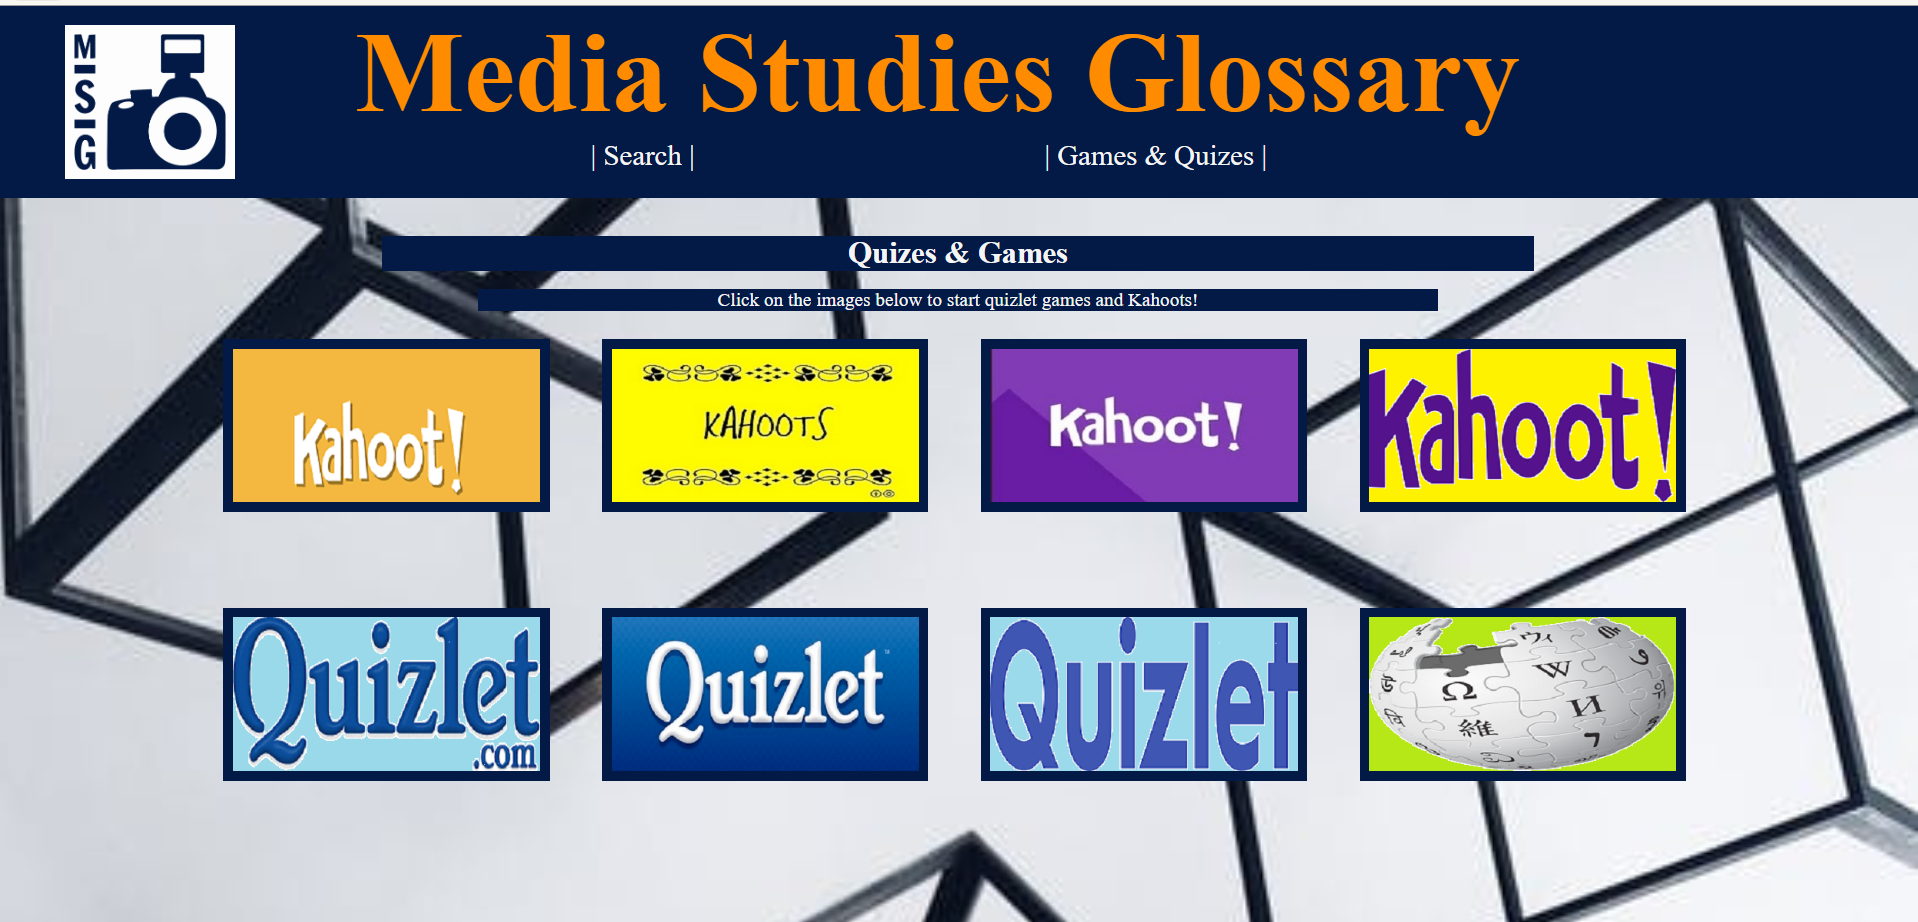 MSG
Media Studies Glossary
| Search |
| Games & Quizes |
Quizes & Games
Click on the images below to start quizlet games and Kahoots!
Kahoot!
KAHOOTS
Kahoot!
Kahoot!
Quizlet
.com
Quizlet
Quizlet
Ω
W
И
維